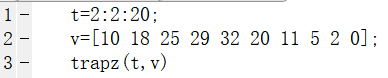 1 - t=2:2:20;
2 - v=[10 18 25 29 32 20 11 5 2 0];
3 - trapz(t,v)